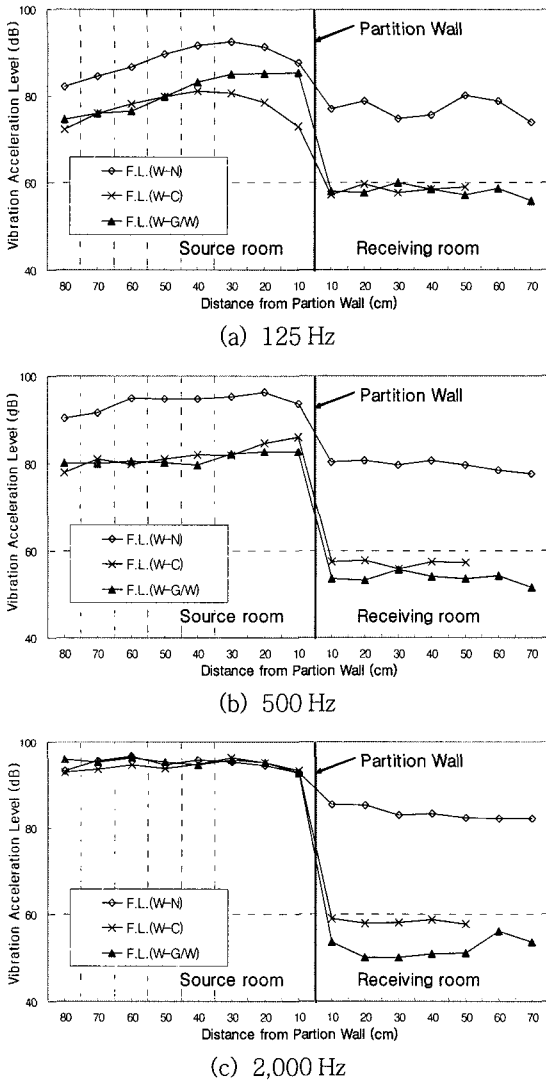 100
Partition Wall
80
60
40
Vibration Acceleration Level (dB)
F.L.(W-N)
F.L.(W-C)
F.L.(W-G/W)
Source room
Receiving room
80 70 60 50 40 30 20 10 10 20 30 40 50 60 70
Distance from Partion Wall (cm)
(a) 125 Hz
100
Partition Wall
80
60
40
Vibration Acceleration Level (dB)
F.L.(W-N)
F.L.(W-C)
F.L.(W-G/W)
Source room
Receiving room
80 70 60 50 40 30 20 10 10 20 30 40 50 60 70
Distance from Partion Wall (cm)
(b) 500 Hz
100
Partition Wall
80
60
40
Vibration Acceleration Level (dB)
F.L.(W-N)
F.L.(W-C)
F.L.(W-G/W)
Source room
Receiving room
80 70 60 50 40 30 20 10 10 20 30 40 50 60 70
Distance from Partion Wall (cm)
(c) 2,000 Hz